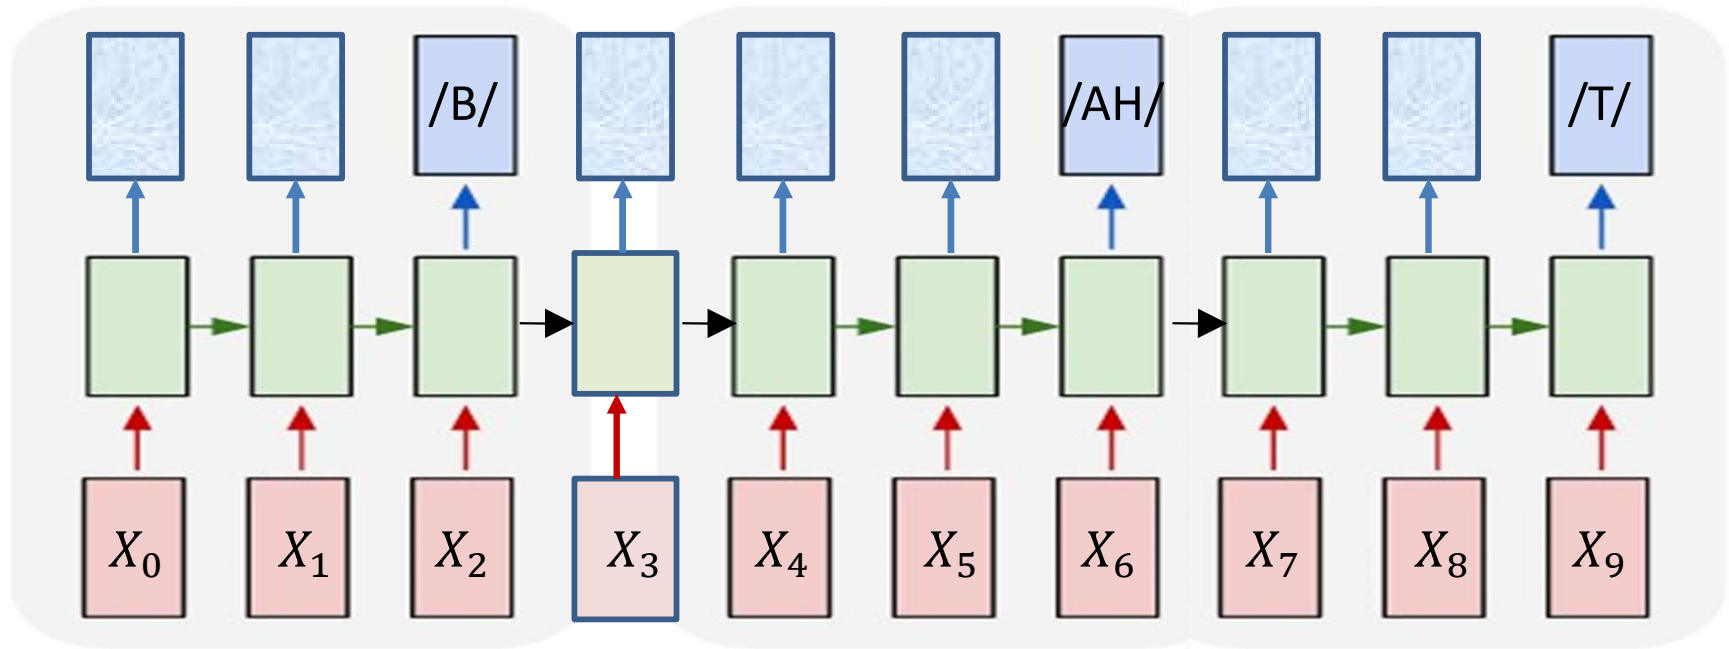 /B/ /AH/ /T/
X₀ X₁ X₂ X₃ X₄ X₅ X₆ X₇ X₈ X₉